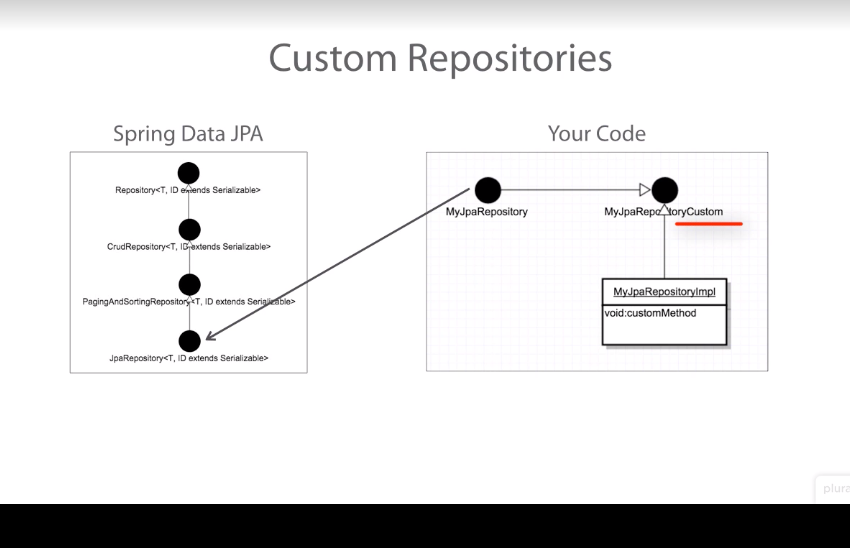 Custom Repositories
Spring Data JPA
Repository<T, ID extends Serializable>
CrudRepository<T, ID extends Serializable>
PagingAndSortingRepository<T, ID extends Serializable>
JpaRepository<T, ID extends Serializable>
Your Code
MyJpaRepository
MyJpaRepositoryCustom
MyJpaRepositoryImpl
void:customMethod
plura